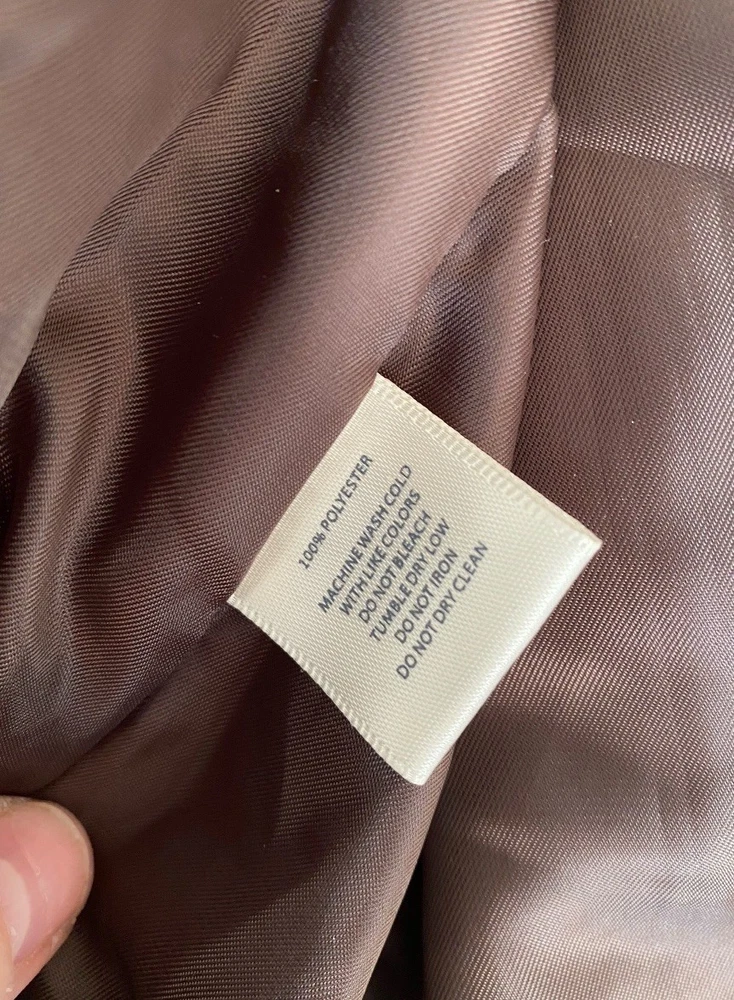 100% POLYESTER
MACHINE WASH COLD
WITH LIKE COLORS
DO NOT BLEACH
TUMBLE DRY LOW
DO NOT IRON
DO NOT DRY CLEAN